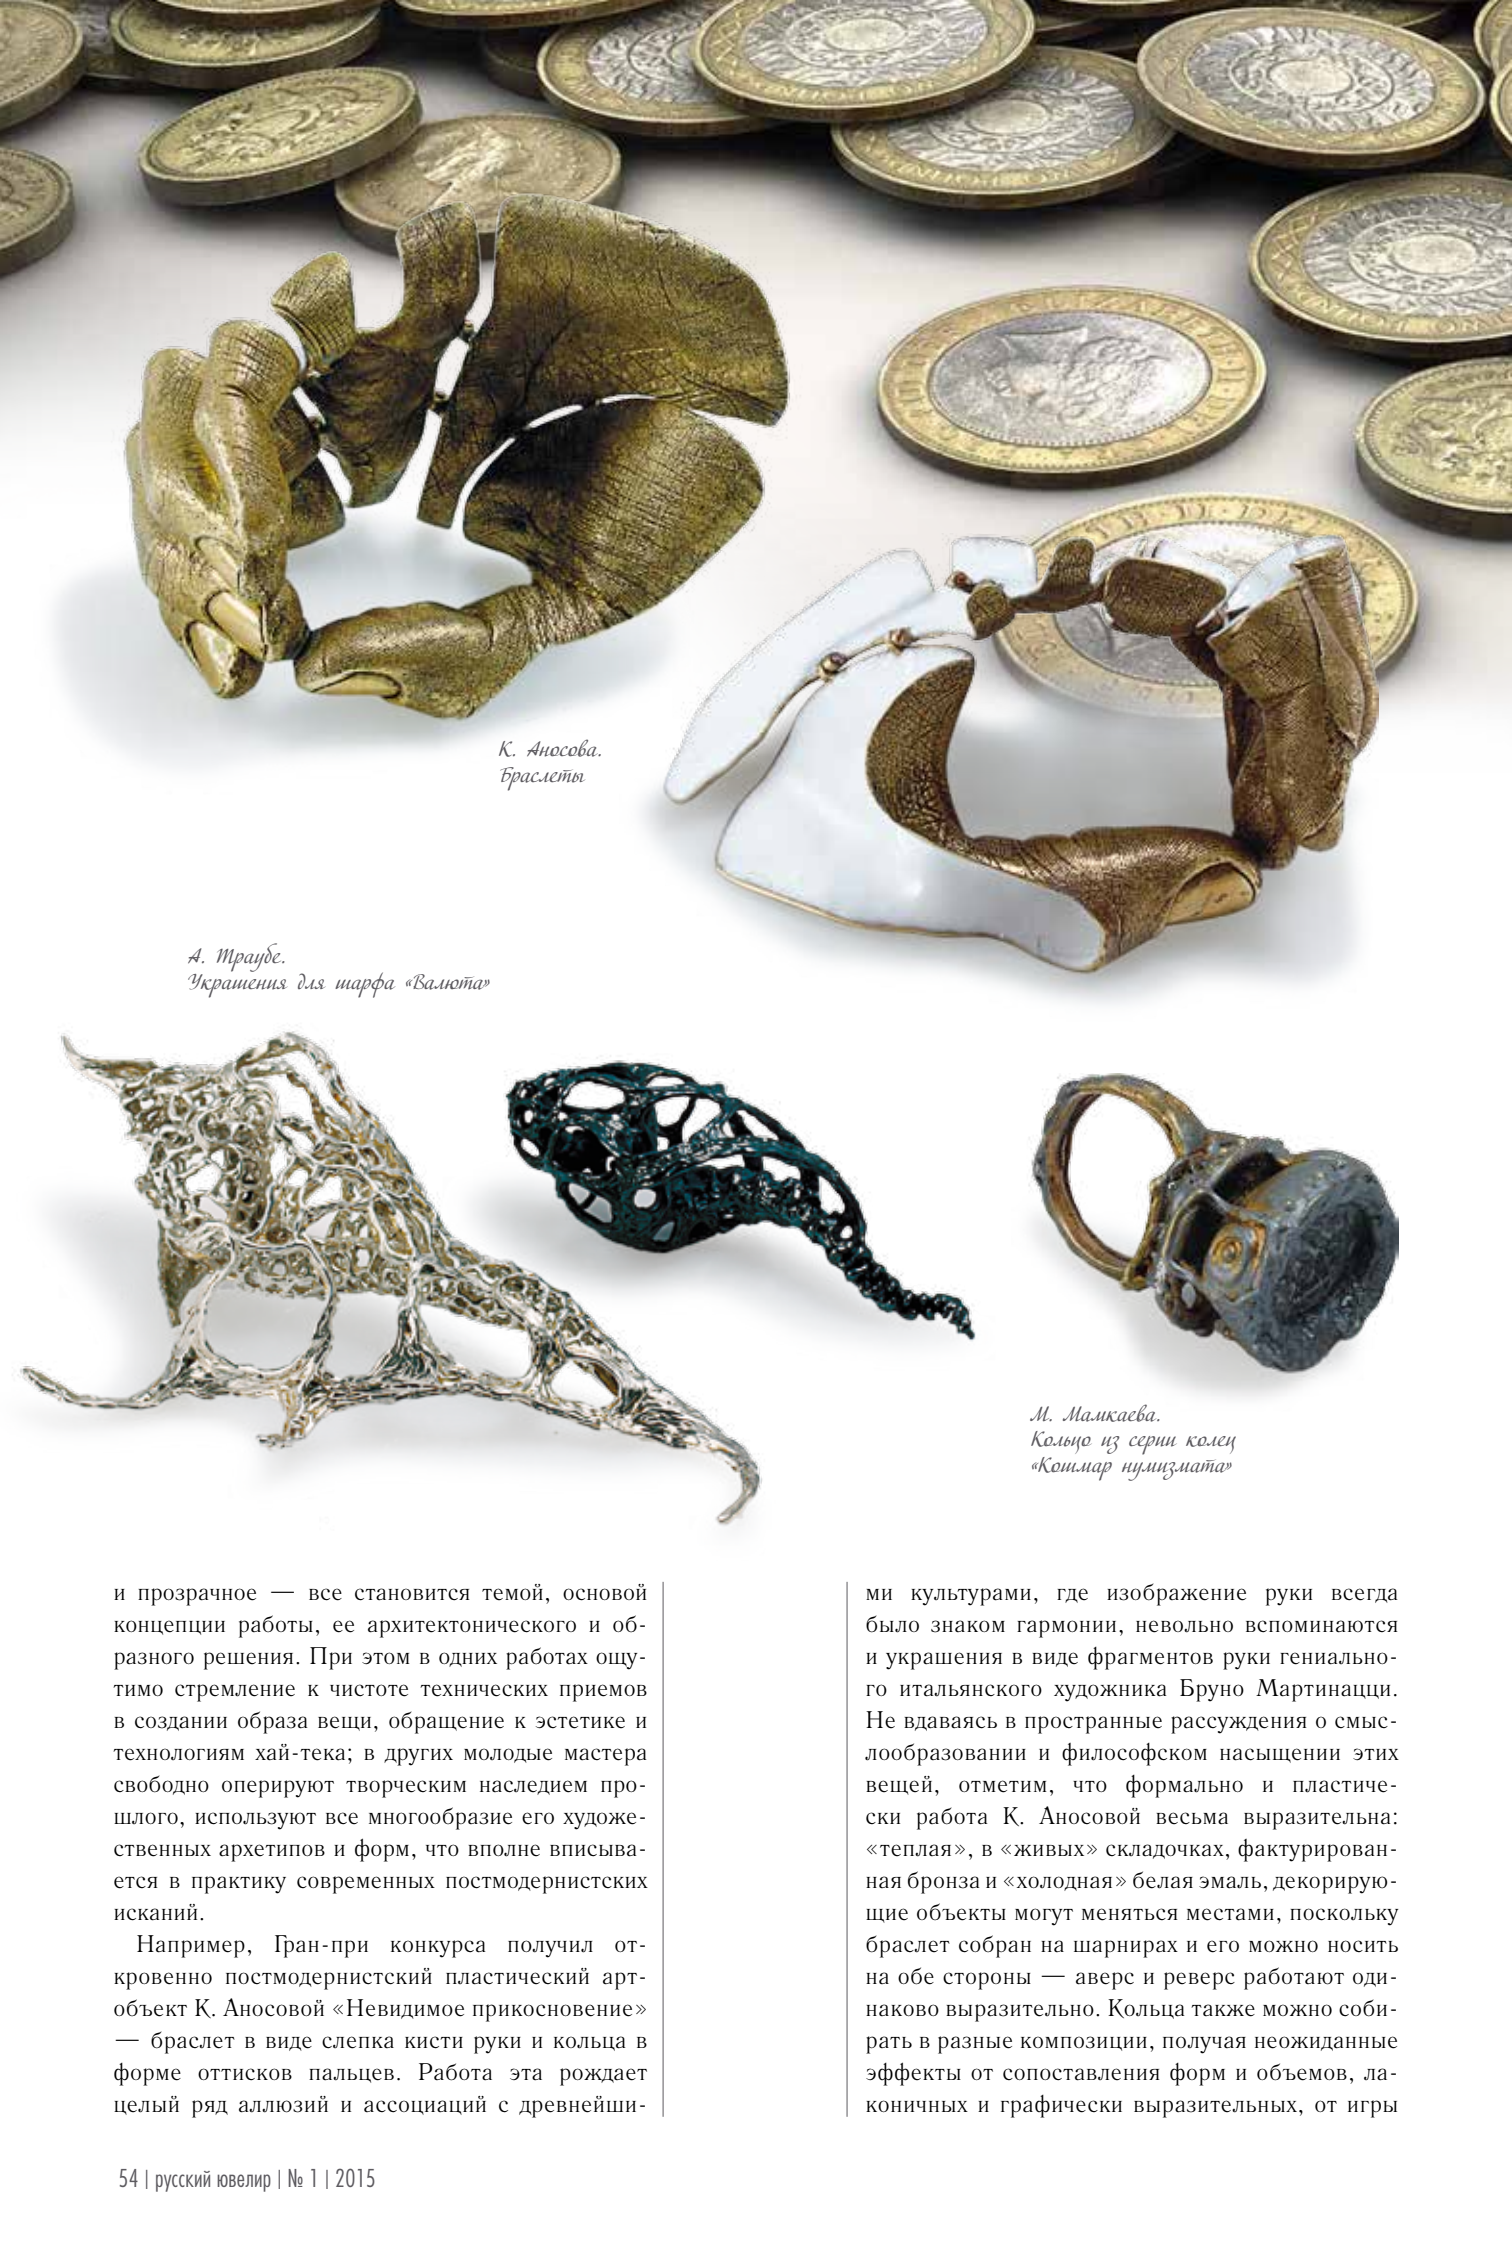 К. Аносова.
Браслеты
А. Траубе.
Украшения для шарфа «Валюта»
М. Мамкаева.
Кольцо из серии колец
«Кошмар нумизмата»
и прозрачное — все становится темой, основой
концепции работы, ее архитектонического и об-
разного решения. При этом в одних работах ощу-
тимо стремление к чистоте технических приемов
в создании образа вещи, обращение к эстетике и
технологиям хай-тека; в других молодые мастера
свободно оперируют творческим наследием про-
шлого, используют все многообразие его художе-
ственных архетипов и форм, что вполне вписыва-
ется в практику современных постмодернистских
исканий.
Например, Гран-при конкурса получил от-
кровенно постмодернистский пластический арт-
объект К. Аносовой «Невидимое прикосновение»
— браслет в виде слепка кисти руки и кольца в
форме оттисков пальцев. Работа эта рождает
целый ряд аллюзий и ассоциаций с древнейши-
ми культурами, где изображение руки всегда
было знаком гармонии, невольно вспоминаются
и украшения в виде фрагментов руки гениально-
го итальянского художника Бруно Мартинацци.
Не вдаваясь в пространные рассуждения о смыс-
лообразовании и философском насыщении этих
вещей, отметим, что формально и пластиче-
ски работа К. Аносовой весьма выразительна:
«теплая», в «живых» складочках, фактурирован-
ная бронза и «холодная» белая эмаль, декорирую-
щие объекты могут меняться местами, поскольку
браслет собран на шарнирах и его можно носить
на обе стороны — аверс и реверс работают оди-
наково выразительно. Кольца также можно соби-
рать в разные композиции, получая неожиданные
эффекты от сопоставления форм и объемов, ла-
коничных и графически выразительных, от игры
54 | русский ювелир | № 1 | 2015